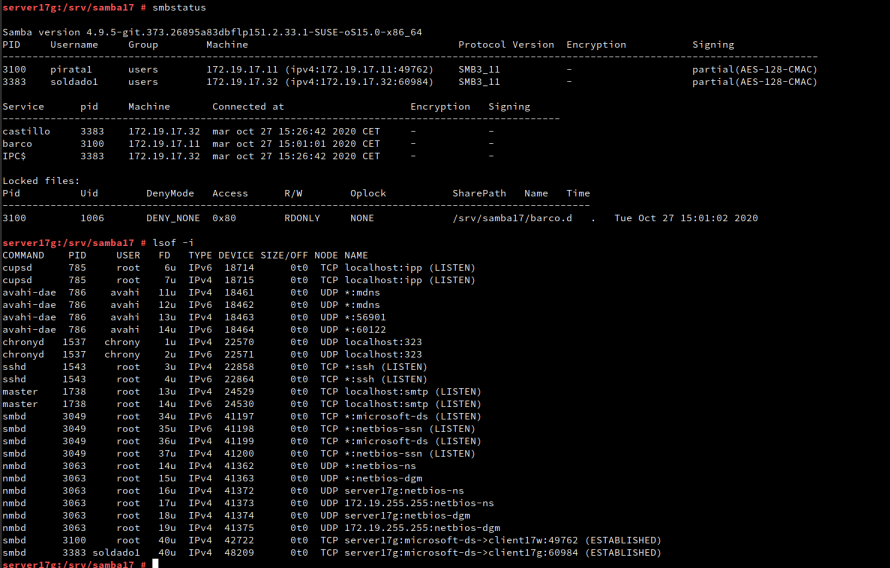 server17g:/srv/samba17 # smbstatus
Samba version 4.9.5-git.373.26895a83dbflp151.2.33.1-SUSE-oS15.0-x86_64
PID Username Group Machine Protocol Version Encryption Signing
----------------------------------------------------------------------------------------------------------------------------------------
3100 pirata1 users 172.19.17.11 (ipv4:172.19.17.11:49762) SMB3_11 - partial(AES-128-CMAC)
3383 soldado1 users 172.19.17.32 (ipv4:172.19.17.32:60984) SMB3_11 - partial(AES-128-CMAC)
Service pid Machine Connected at Encryption Signing
---------------------------------------------------------------------------------------------
castillo 3383 172.19.17.32 mar oct 27 15:26:42 2020 CET - -
barco 3100 172.19.17.11 mar oct 27 15:01:01 2020 CET - -
IPC$ 3383 172.19.17.32 mar oct 27 15:26:42 2020 CET - -
Locked files:
Pid Uid DenyMode Access R/W Oplock SharePath Name Time
--------------------------------------------------------------------------------------------------
3100 1006 DENY_NONE 0x80 RDONLY NONE /srv/samba17/barco.d . Tue Oct 27 15:01:02 2020
server17g:/srv/samba17 # lsof -i
COMMAND PID USER FD TYPE DEVICE SIZE/OFF NODE NAME
cupsd 785 root 6u IPv6 18714 0t0 TCP localhost:ipp (LISTEN)
cupsd 785 root 7u IPv4 18715 0t0 TCP localhost:ipp (LISTEN)
avahi-dae 786 avahi 11u IPv4 18461 0t0 UDP *:mdns
avahi-dae 786 avahi 12u IPv6 18462 0t0 UDP *:mdns
avahi-dae 786 avahi 13u IPv4 18463 0t0 UDP *:56901
avahi-dae 786 avahi 14u IPv6 18464 0t0 UDP *:60122
chronyd 1537 chrony 1u IPv4 22570 0t0 UDP localhost:323
chronyd 1537 chrony 2u IPv6 22571 0t0 UDP localhost:323
sshd 1543 root 3u IPv4 22858 0t0 TCP *:ssh (LISTEN)
sshd 1543 root 4u IPv6 22864 0t0 TCP *:ssh (LISTEN)
master 1738 root 13u IPv4 24529 0t0 TCP localhost:smtp (LISTEN)
master 1738 root 14u IPv6 24530 0t0 TCP localhost:smtp (LISTEN)
smbd 3049 root 34u IPv6 41197 0t0 TCP *:microsoft-ds (LISTEN)
smbd 3049 root 35u IPv6 41198 0t0 TCP *:netbios-ssn (LISTEN)
smbd 3049 root 36u IPv4 41199 0t0 TCP *:microsoft-ds (LISTEN)
smbd 3049 root 37u IPv4 41200 0t0 TCP *:netbios-ssn (LISTEN)
nmbd 3063 root 14u IPv4 41362 0t0 UDP *:netbios-ns
nmbd 3063 root 15u IPv4 41363 0t0 UDP *:netbios-dgm
nmbd 3063 root 16u IPv4 41372 0t0 UDP server17g:netbios-ns
nmbd 3063 root 17u IPv4 41373 0t0 UDP 172.19.255.255:netbios-ns
nmbd 3063 root 18u IPv4 41374 0t0 UDP server17g:netbios-dgm
nmbd 3063 root 19u IPv4 41375 0t0 UDP 172.19.255.255:netbios-dgm
smbd 3100 root 40u IPv4 42722 0t0 TCP server17g:microsoft-ds->client17w:49762 (ESTABLISHED)
smbd 3383 soldado1 40u IPv4 48209 0t0 TCP server17g:microsoft-ds->client17g:60984 (ESTABLISHED)
server17g:/srv/samba17 #